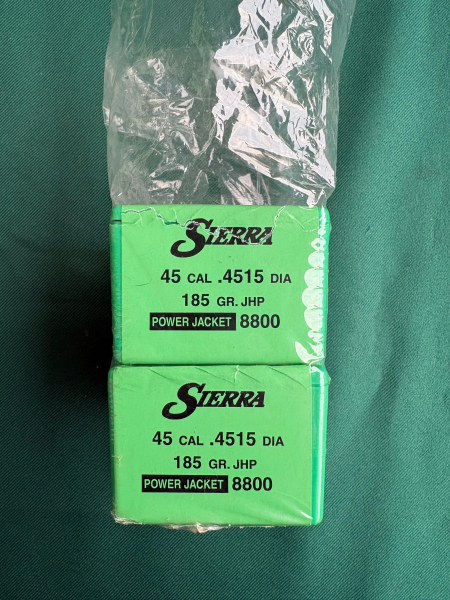 SIERRA
45 CAL .4515 DIA
185 GR. JHP
POWER JACKET 8800
SIERRA
45 CAL .4515 DIA
185 GR. JHP
POWER JACKET 8800